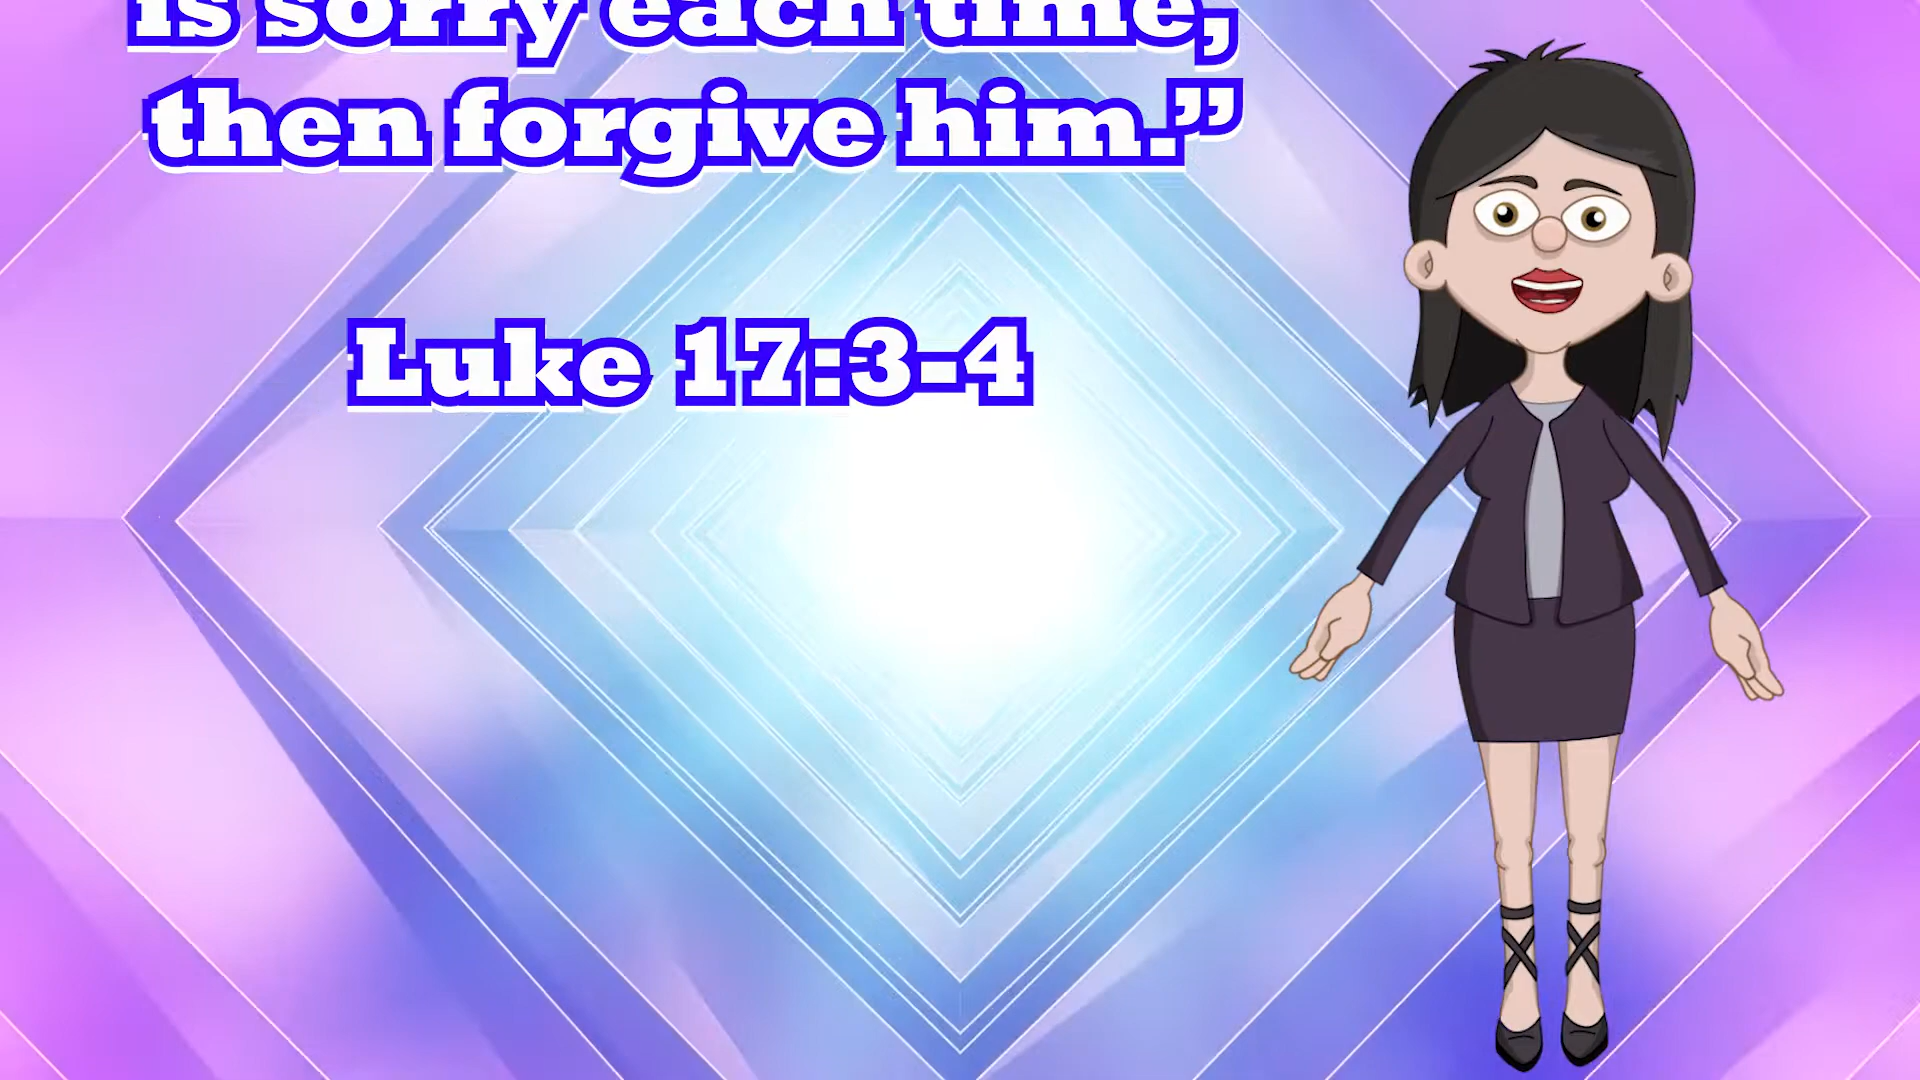 is sorry each time,
then forgive him.”
Luke 17:3-4